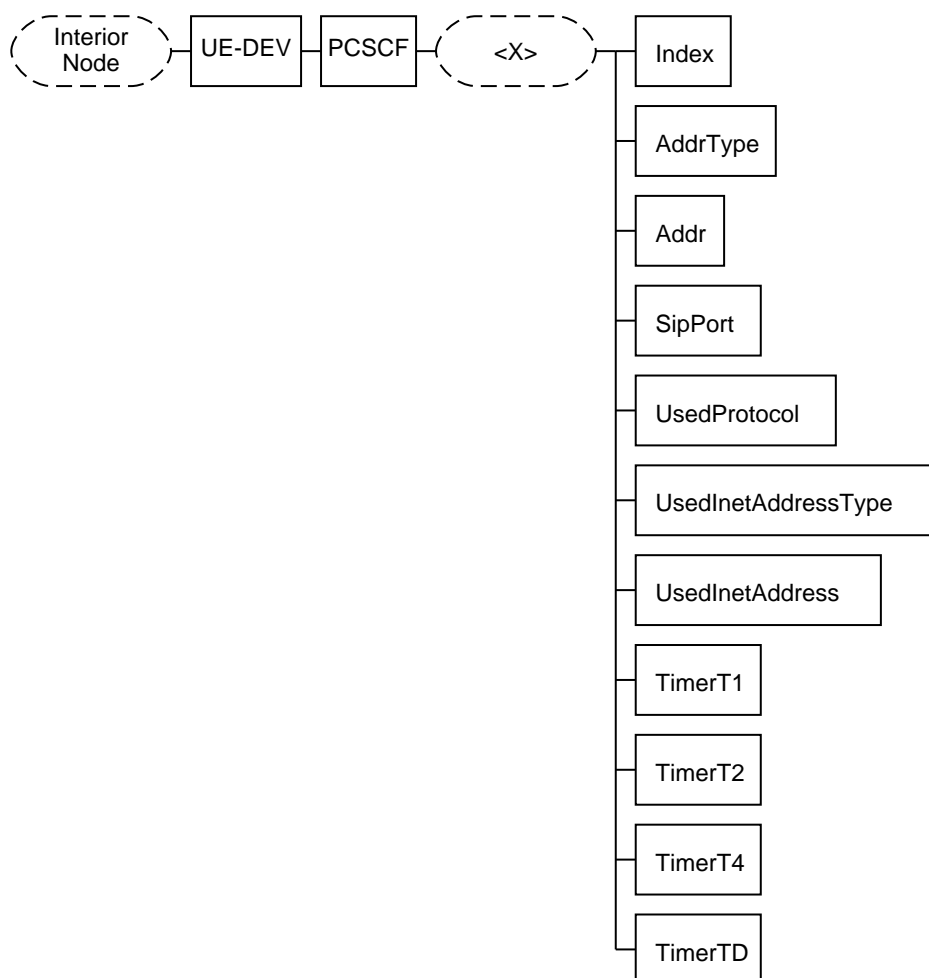 Interior
Node
UE-DEV
PCSCF
<X>
Index
AddrType
Addr
SipPort
UsedProtocol
UsedInetAddressType
UsedInetAddress
TimerT1
TimerT2
TimerT4
TimerTD